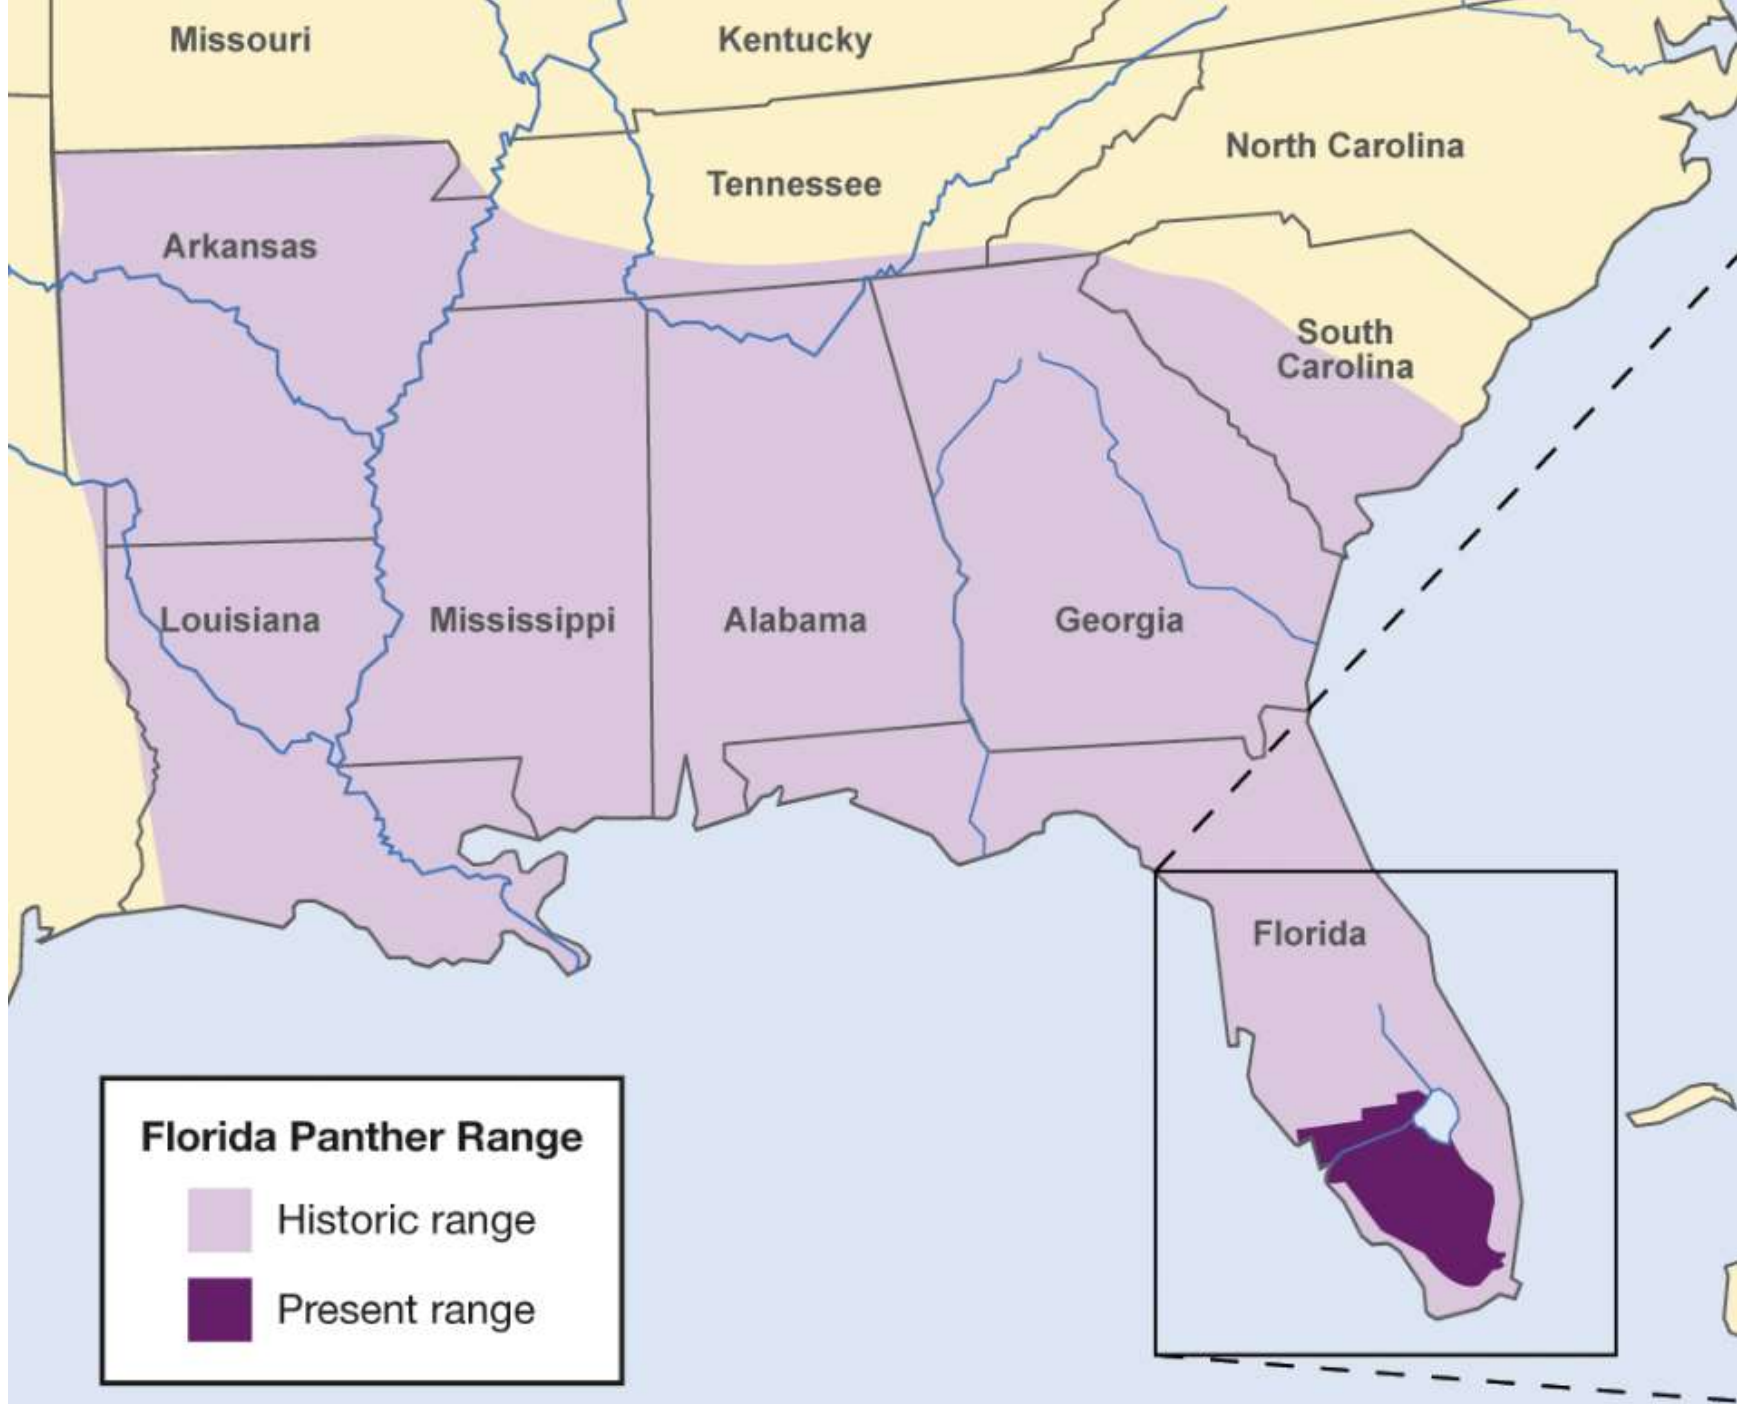 Missouri
Kentucky
North Carolina
Tennessee
Arkansas
South
Carolina
Louisiana
Mississippi
Alabama
Georgia
Florida
Florida Panther Range
Historic range
Present range